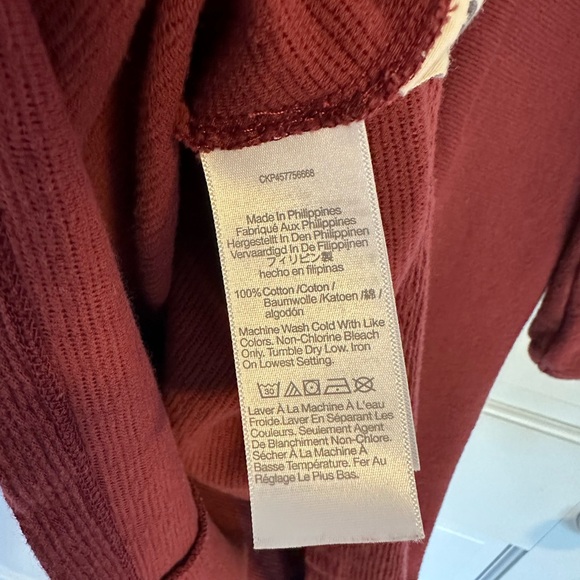 CKP457756668
Made In Philippines
Fabriqué Aux Philippines
Hergestellt In Den Philippinen
Vervaardigd In De Filippijnen
フィリピン製
hecho en filipinas
100% Cotton /Coton /
Baumwolle /Katoen /綿 /
algodón
Machine Wash Cold With Like
Colors. Non-Chlorine Bleach
Only. Tumble Dry Low. Iron
On Lowest Setting.
30
Laver À La Machine À L'eau
Froide.Laver En Séparant Les
Couleurs. Seulement Agent
De Blanchiment Non-Chlore.
Sécher À La Machine À
Basse Température. Fer Au
Réglage Le Plus Bas.